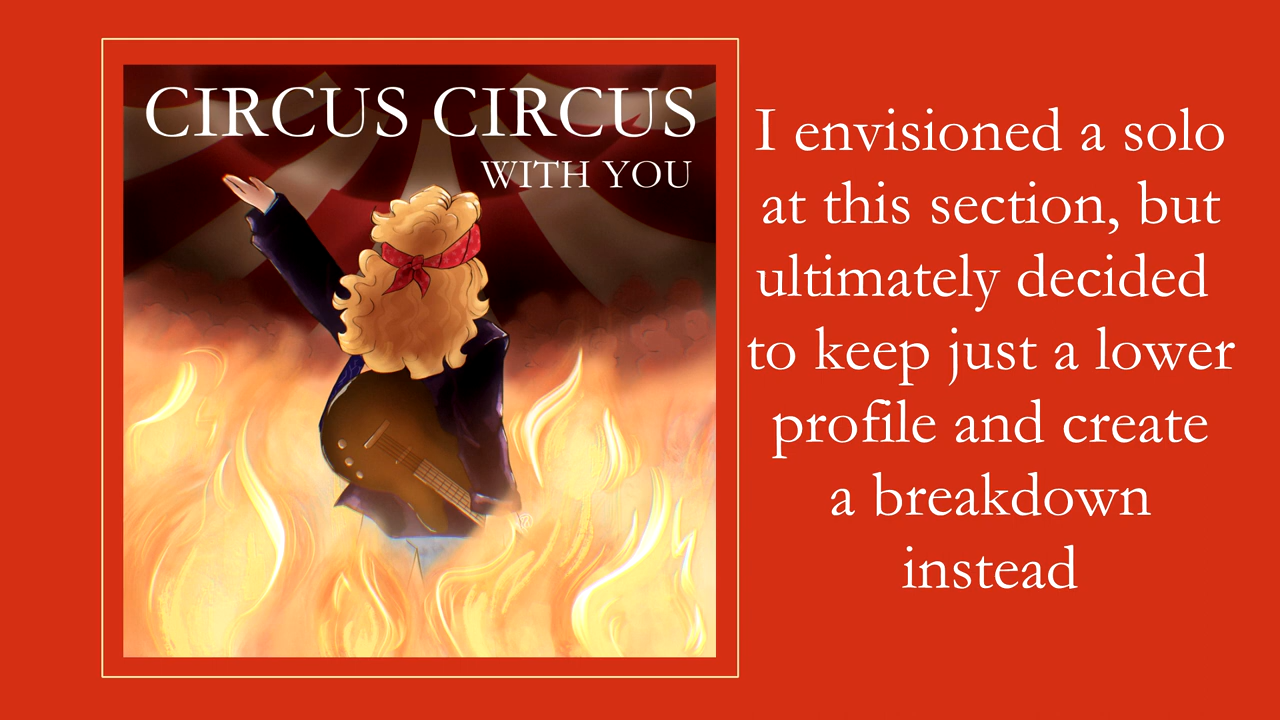 CIRCUS CIRCUS
WITH YOU
I envisioned a solo
at this section, but
ultimately decided
to keep just a lower
profile and create
a breakdown
instead